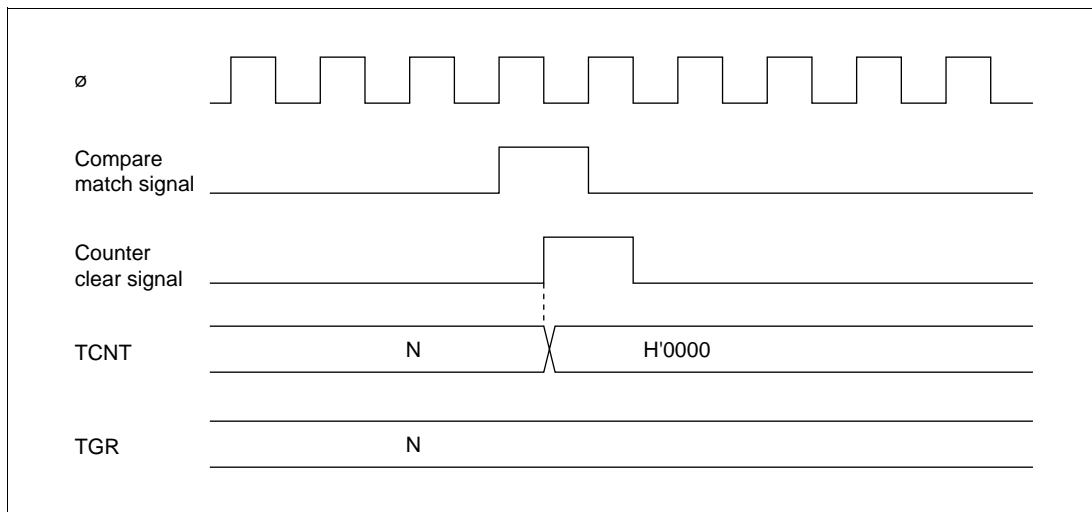 ø
Compare
match signal
Counter
clear signal
TCNT
N
H'0000
TGR
N